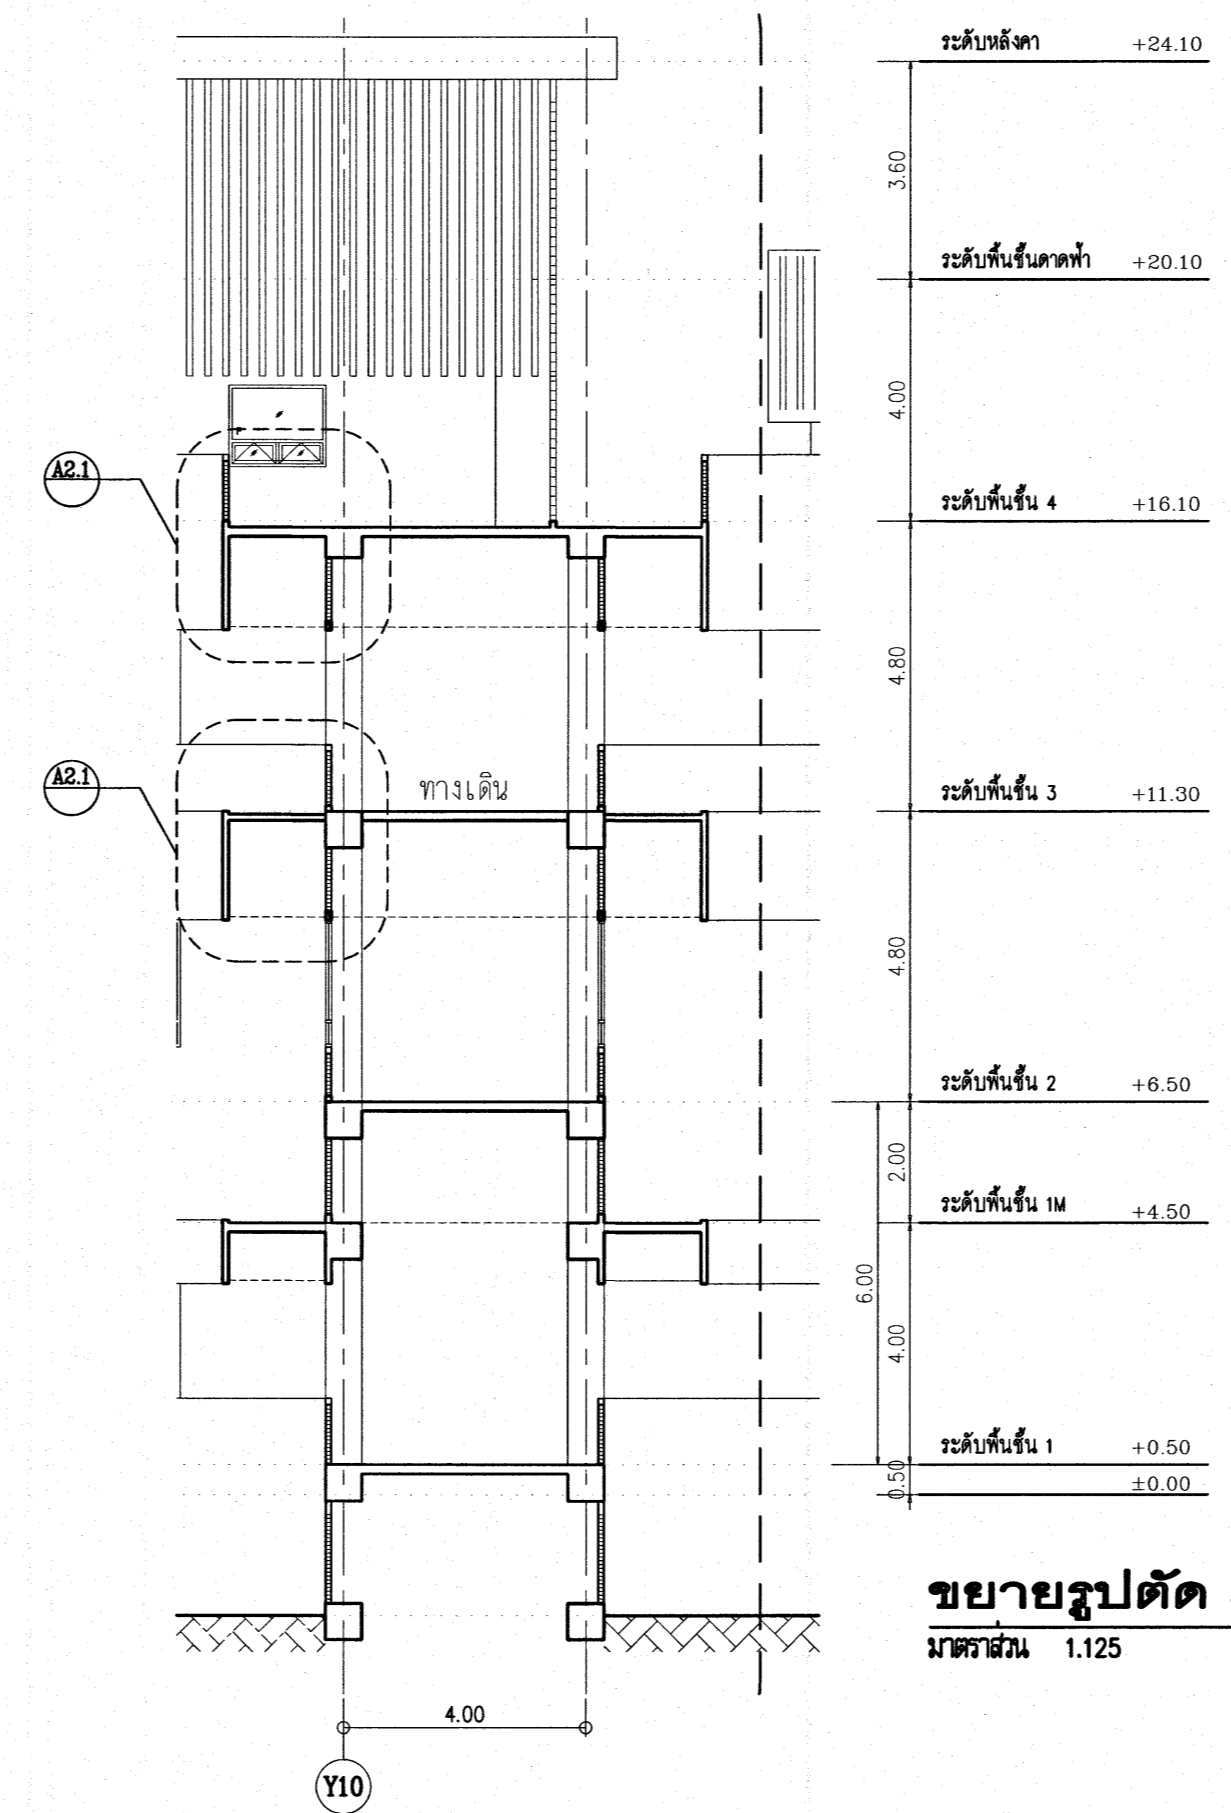 ระดับหลังคา +24.10
3.60
ระดับพื้นชั้นดาดฟ้า +20.10
4.00
A2.1
ระดับพื้นชั้น 4 +16.10
4.80
A2.1
ทางเดิน
ระดับพื้นชั้น 3 +11.30
4.80
ระดับพื้นชั้น 2 +6.50
2.00
ระดับพื้นชั้น 1M +4.50
6.00
4.00
ระดับพื้นชั้น 1 +0.50
0.50
±0.00
ขยายรูปตัด
มาตราส่วน 1.125
4.00
Y10